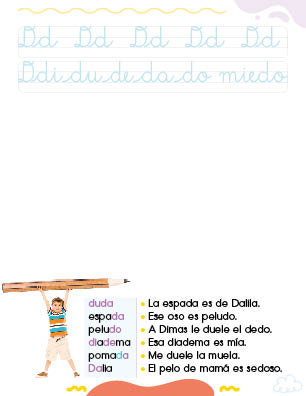 Dd Dd Dd Dd Dd
Ddi du de da do miedo
duda
espada
peludo
diadema
pomada
Dalia
La espada es de Dalila.
Ese oso es peludo.
A Dimas le duele el dedo.
Esa diadema es mía.
Me duele la muela.
El pelo de mamá es sedoso.